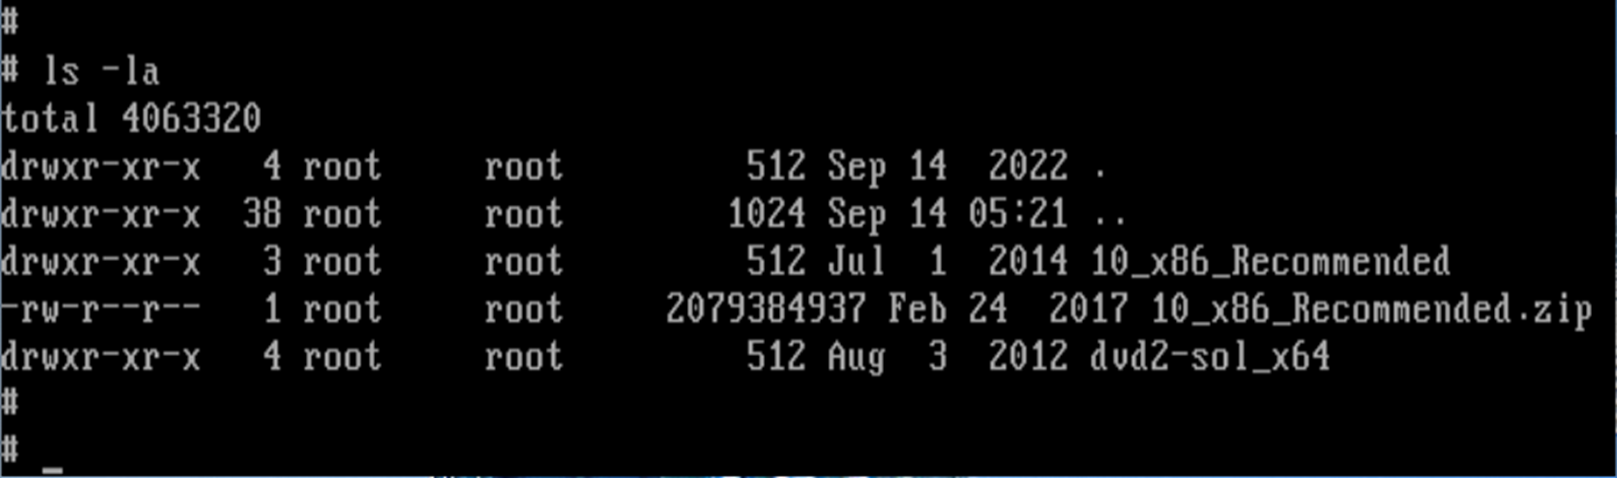 #
# ls -la
total 4063320
drwxr-xr-x   4 root     root         512 Sep 14  2022 .
drwxr-xr-x  38 root     root        1024 Sep 14 05:21 ..
drwxr-xr-x   3 root     root         512 Jul  1  2014 10_x86_Recommended
-rw-r--r--   1 root     root     2079384937 Feb 24  2017 10_x86_Recommended.zip
drwxr-xr-x   4 root     root         512 Aug  3  2012 dvd2-sol_x64
#
# _